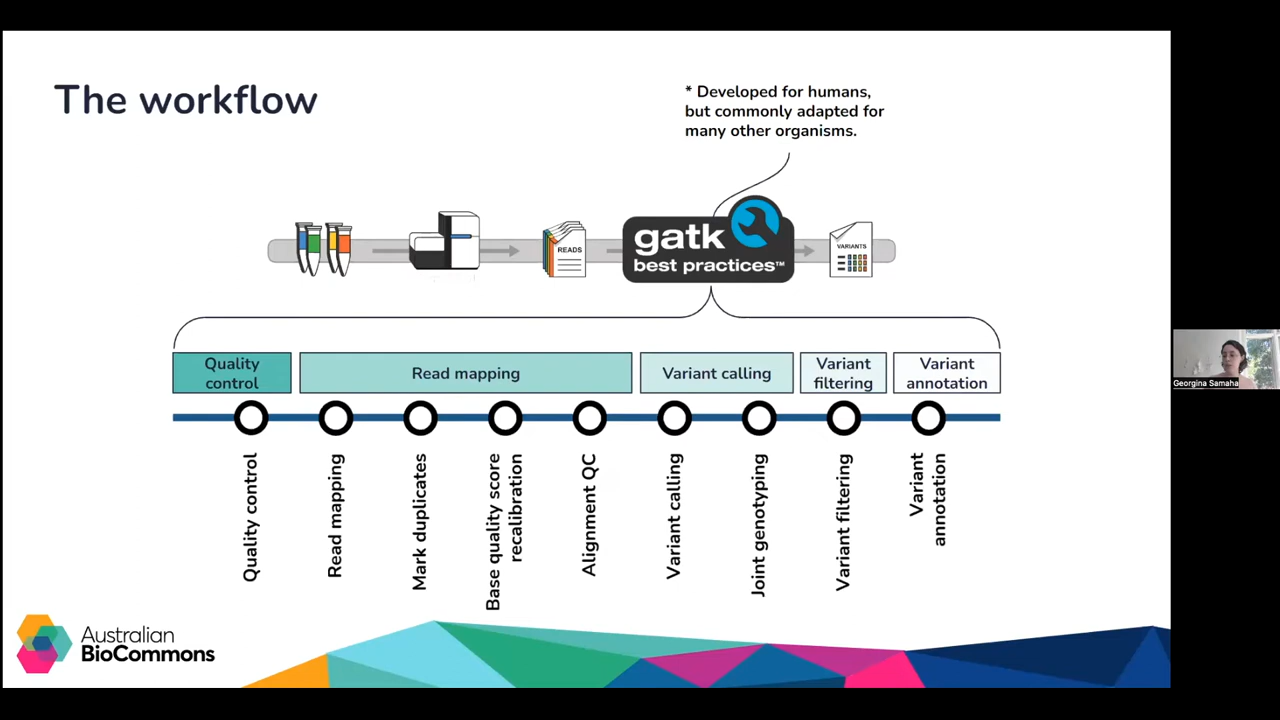 The workflow
* Developed for humans,
but commonly adapted for
many other organisms.
READS
gatk
best practices™
VARIANTS
Quality
control
Read mapping
Variant calling
Variant
filtering
Variant
annotation
Quality control
Read mapping
Mark duplicates
Base quality score
recalibration
Alignment QC
Variant calling
Joint genotyping
Variant filtering
Variant
annotation
Georgina Samaha
Australian
BioCommons